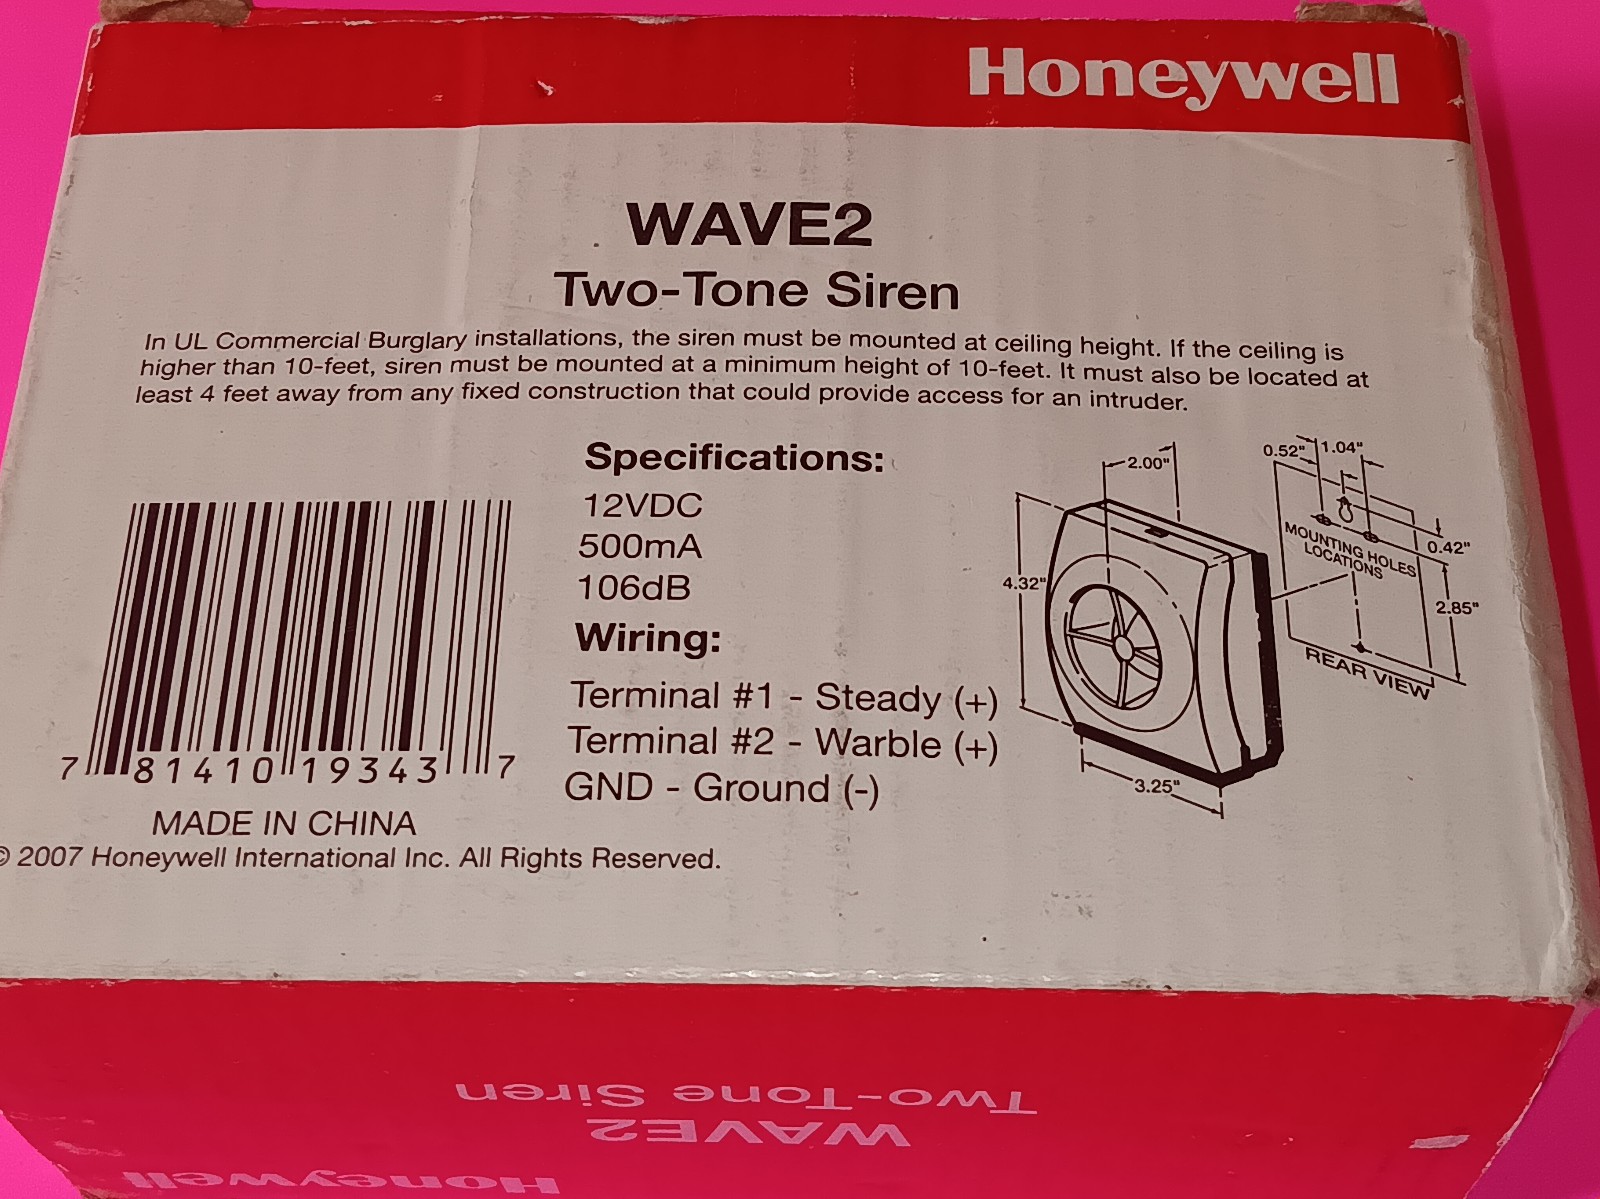 Honeywell
WAVE2
Two-Tone Siren
In UL Commercial Burglary installations, the siren must be mounted at ceiling height. If the ceiling is
higher than 10-feet, siren must be mounted at a minimum height of 10-feet. It must also be located at
least 4 feet away from any fixed construction that could provide access for an intruder.
Specifications:
12VDC
500mA
106dB
Wiring:
Terminal #1 - Steady (+)
Terminal #2 - Warble (+)
GND - Ground (-)
7 81410 19343 7
MADE IN CHINA
© 2007 Honeywell International Inc. All Rights Reserved.
2.00"
4.32"
3.25"
0.52"
1.04"
MOUNTING HOLES
LOCATIONS
0.42"
2.85"
REAR VIEW
Two-Tone Siren
WAVE2
Honeywell